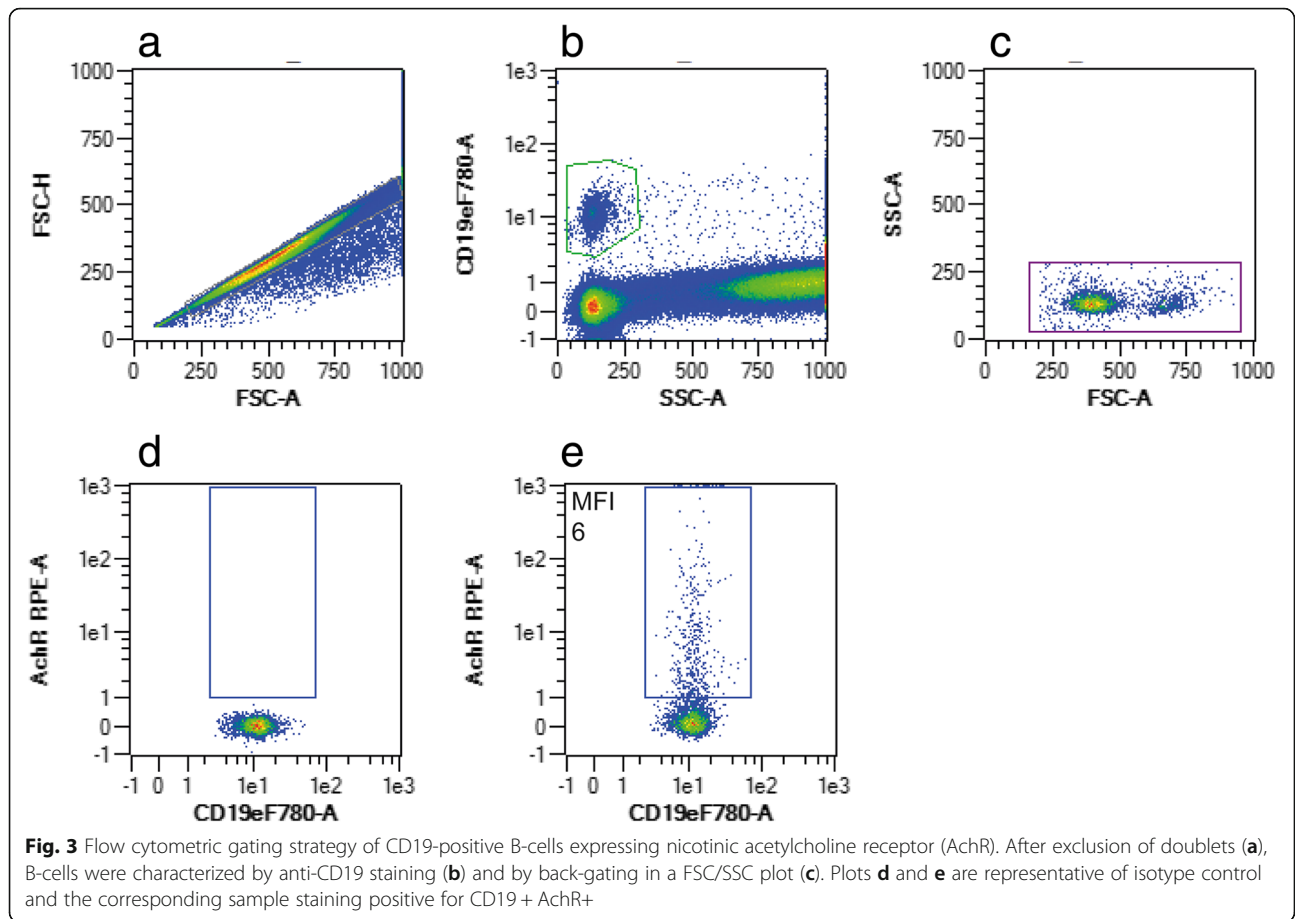 a
1000
750
500
250
0
FSC-H
0 250 500 750 1000
FSC-A
b
1e3
1e2
1e1
1
0
-1
CD19eF780-A
0 250 500 750 1000
SSC-A
c
1000
750
500
250
0
SSC-A
0 250 500 750 1000
FSC-A
d
1e3
1e2
1e1
1
0
-1
AchR RPE-A
-1 0 1 1e1 1e2 1e3
CD19eF780-A
e
MFI
6
1e3
1e2
1e1
1
0
-1
AchR RPE-A
-1 0 1 1e1 1e2 1e3
CD19eF780-A
Fig. 3 Flow cytometric gating strategy of CD19-positive B-cells expressing nicotinic acetylcholine receptor (AchR). After exclusion of doublets (a),
B-cells were characterized by anti-CD19 staining (b) and by back-gating in a FSC/SSC plot (c). Plots d and e are representative of isotype control
and the corresponding sample staining positive for CD19 + AchR+